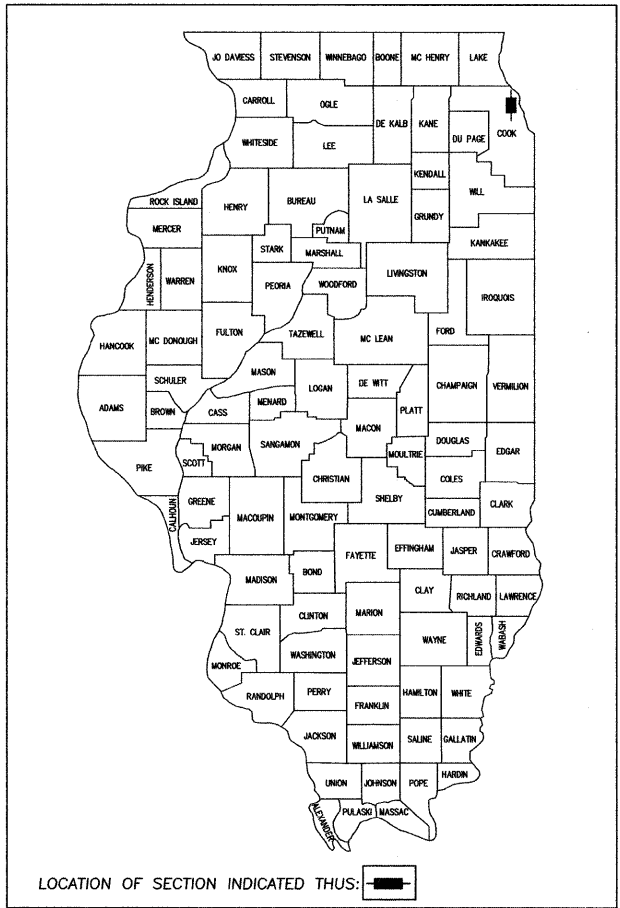 JO DAVIESS STEVENSON WINNEBAGO BOONE MC HENRY LAKE
CARROLL OGLE DE KALB KANE COOK
DU PAGE
WHITESIDE LEE
KENDALL
WILL
ROCK ISLAND HENRY BUREAU LA SALLE GRUNDY
MERCER PUTNAM
STARK MARSHALL KANKAKEE
HENDERSON WARREN KNOX PEORIA WOODFORD LIVINGSTON
IROQUOIS
FULTON TAZEWELL MC LEAN FORD
HANCOOK MC DONOUGH
SCHULER MASON DE WITT CHAMPAIGN VERMILION
ADAMS BROWN CASS MENARD LOGAN PLATT
MACON
MORGAN SANGAMON DOUGLAS
PIKE SCOTT MOULTRIE EDGAR
CHRISTIAN COLES
SHELBY
CALHOUN GREENE MACOUPIN MONTGOMERY CUMBERLAND CLARK
JERSEY FAYETTE EFFINGHAM JASPER CRAWFORD
MADISON BOND
CLAY RICHLAND LAWRENCE
CLINTON MARION
ST. CLAIR WAYNE EDWARDS WABASH
WASHINGTON JEFFERSON
MONROE
RANDOLPH PERRY FRANKLIN HAMILTON WHITE
JACKSON WILLIAMSON SALINE GALLATIN
UNION JOHNSON POPE HARDIN
ALEXANDER PULASKI MASSAC
LOCATION OF SECTION INDICATED THUS: